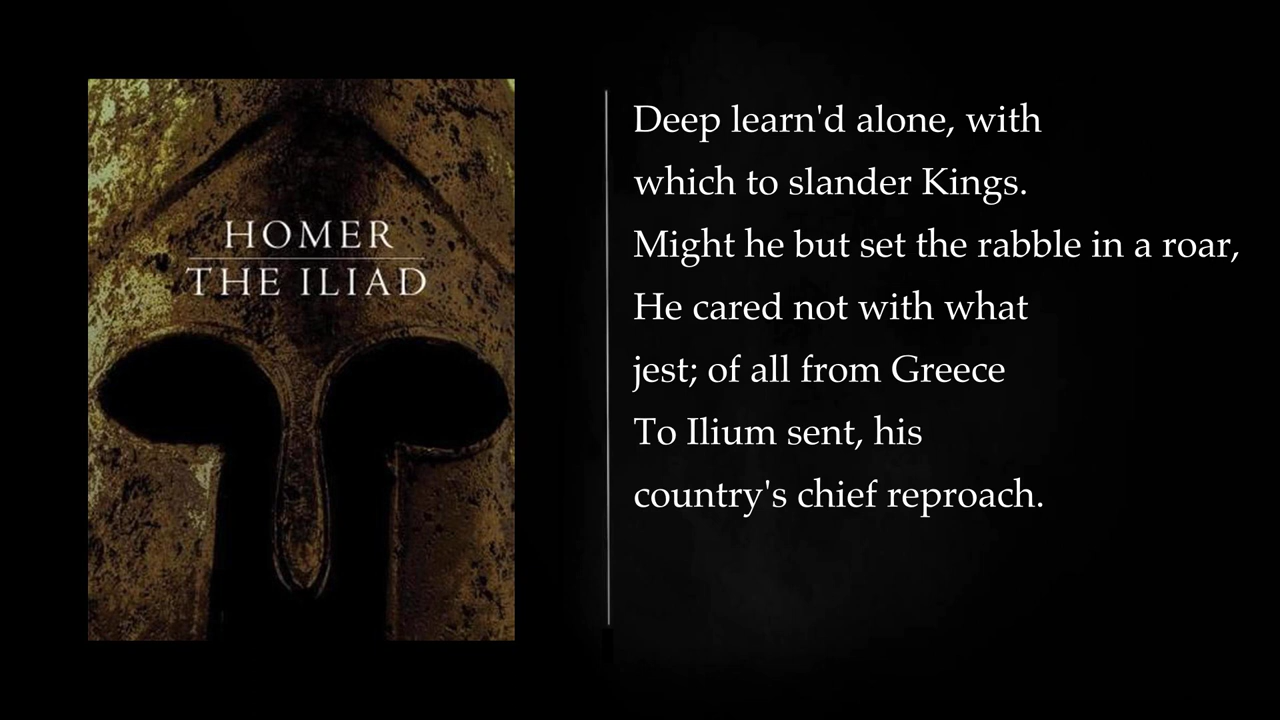 HOMER
THE ILIAD
Deep learn'd alone, with
which to slander Kings.
Might he but set the rabble in a roar,
He cared not with what
jest; of all from Greece
To Ilium sent, his
country's chief reproach.